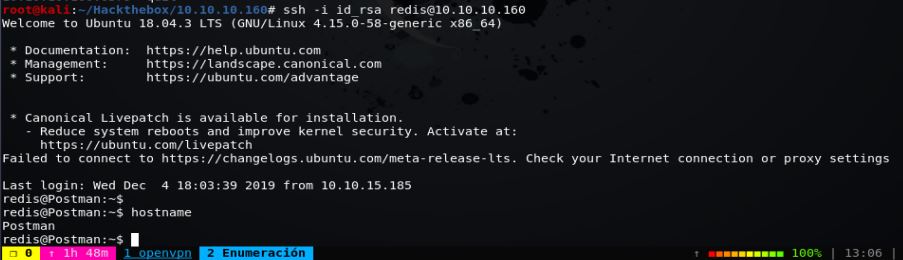 root@kali:~/Hackthebox/10.10.10.160# ssh -i id_rsa redis@10.10.10.160
Welcome to Ubuntu 18.04.3 LTS (GNU/Linux 4.15.0-58-generic x86_64)
* Documentation:  https://help.ubuntu.com
* Management:     https://landscape.canonical.com
* Support:        https://ubuntu.com/advantage
* Canonical Livepatch is available for installation.
- Reduce system reboots and improve kernel security. Activate at:
https://ubuntu.com/livepatch
Failed to connect to https://changelogs.ubuntu.com/meta-release-lts. Check your Internet connection or proxy settings
Last login: Wed Dec  4 18:03:39 2019 from 10.10.15.185
redis@Postman:~$
redis@Postman:~$ hostname
Postman
redis@Postman:~$
❐ 0 ↑ 1h 48m 1 openvpn 2 Enumeración ↑ 100% | 13:06 |